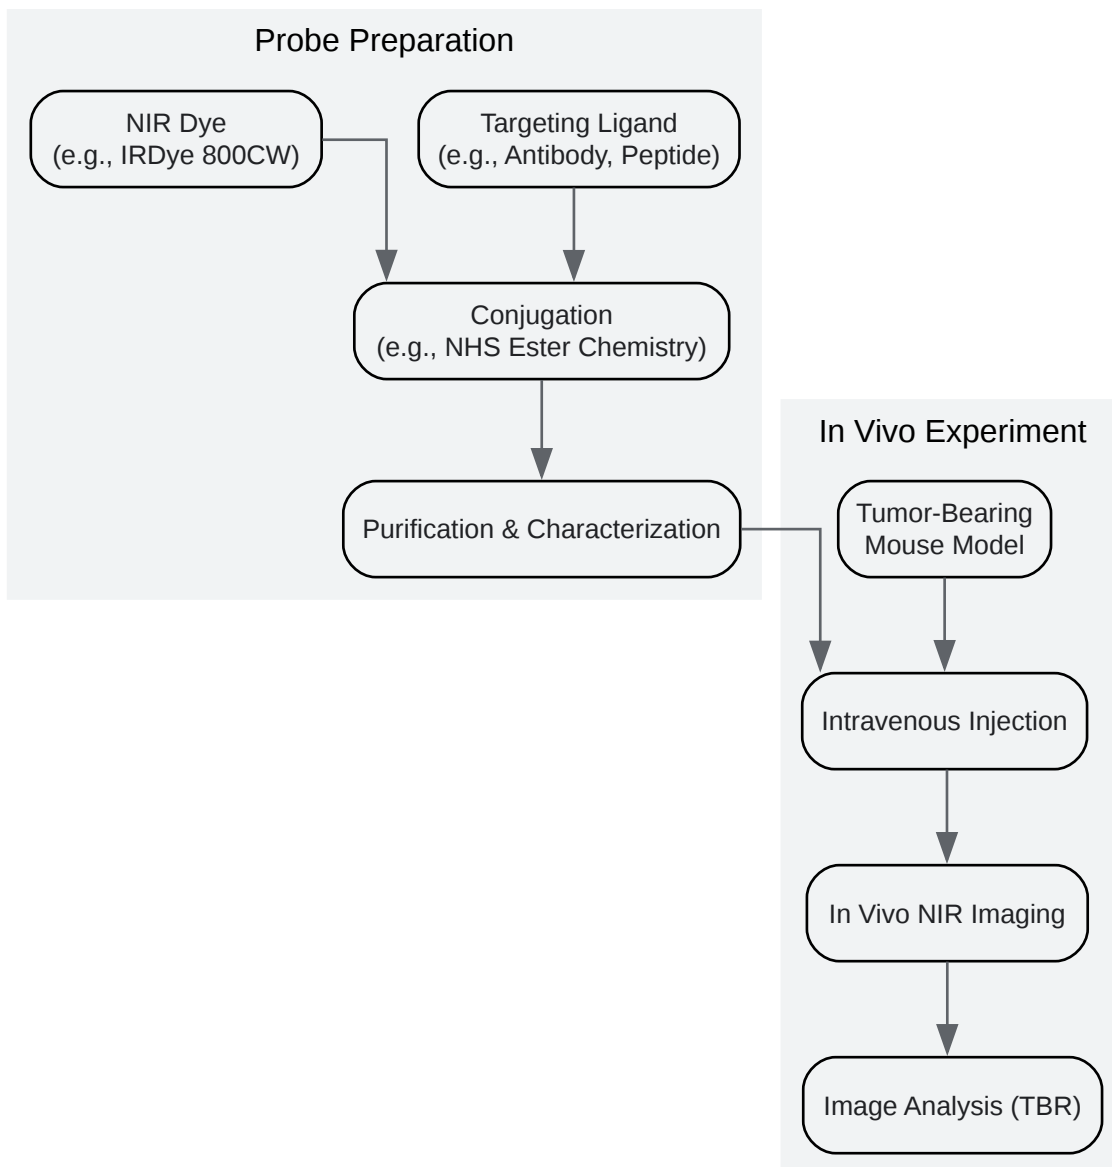 Probe Preparation
NIR Dye
(e.g., IRDye 800CW)
Targeting Ligand
(e.g., Antibody, Peptide)
Conjugation
(e.g., NHS Ester Chemistry)
Purification & Characterization
In Vivo Experiment
Tumor-Bearing
Mouse Model
Intravenous Injection
In Vivo NIR Imaging
Image Analysis (TBR)